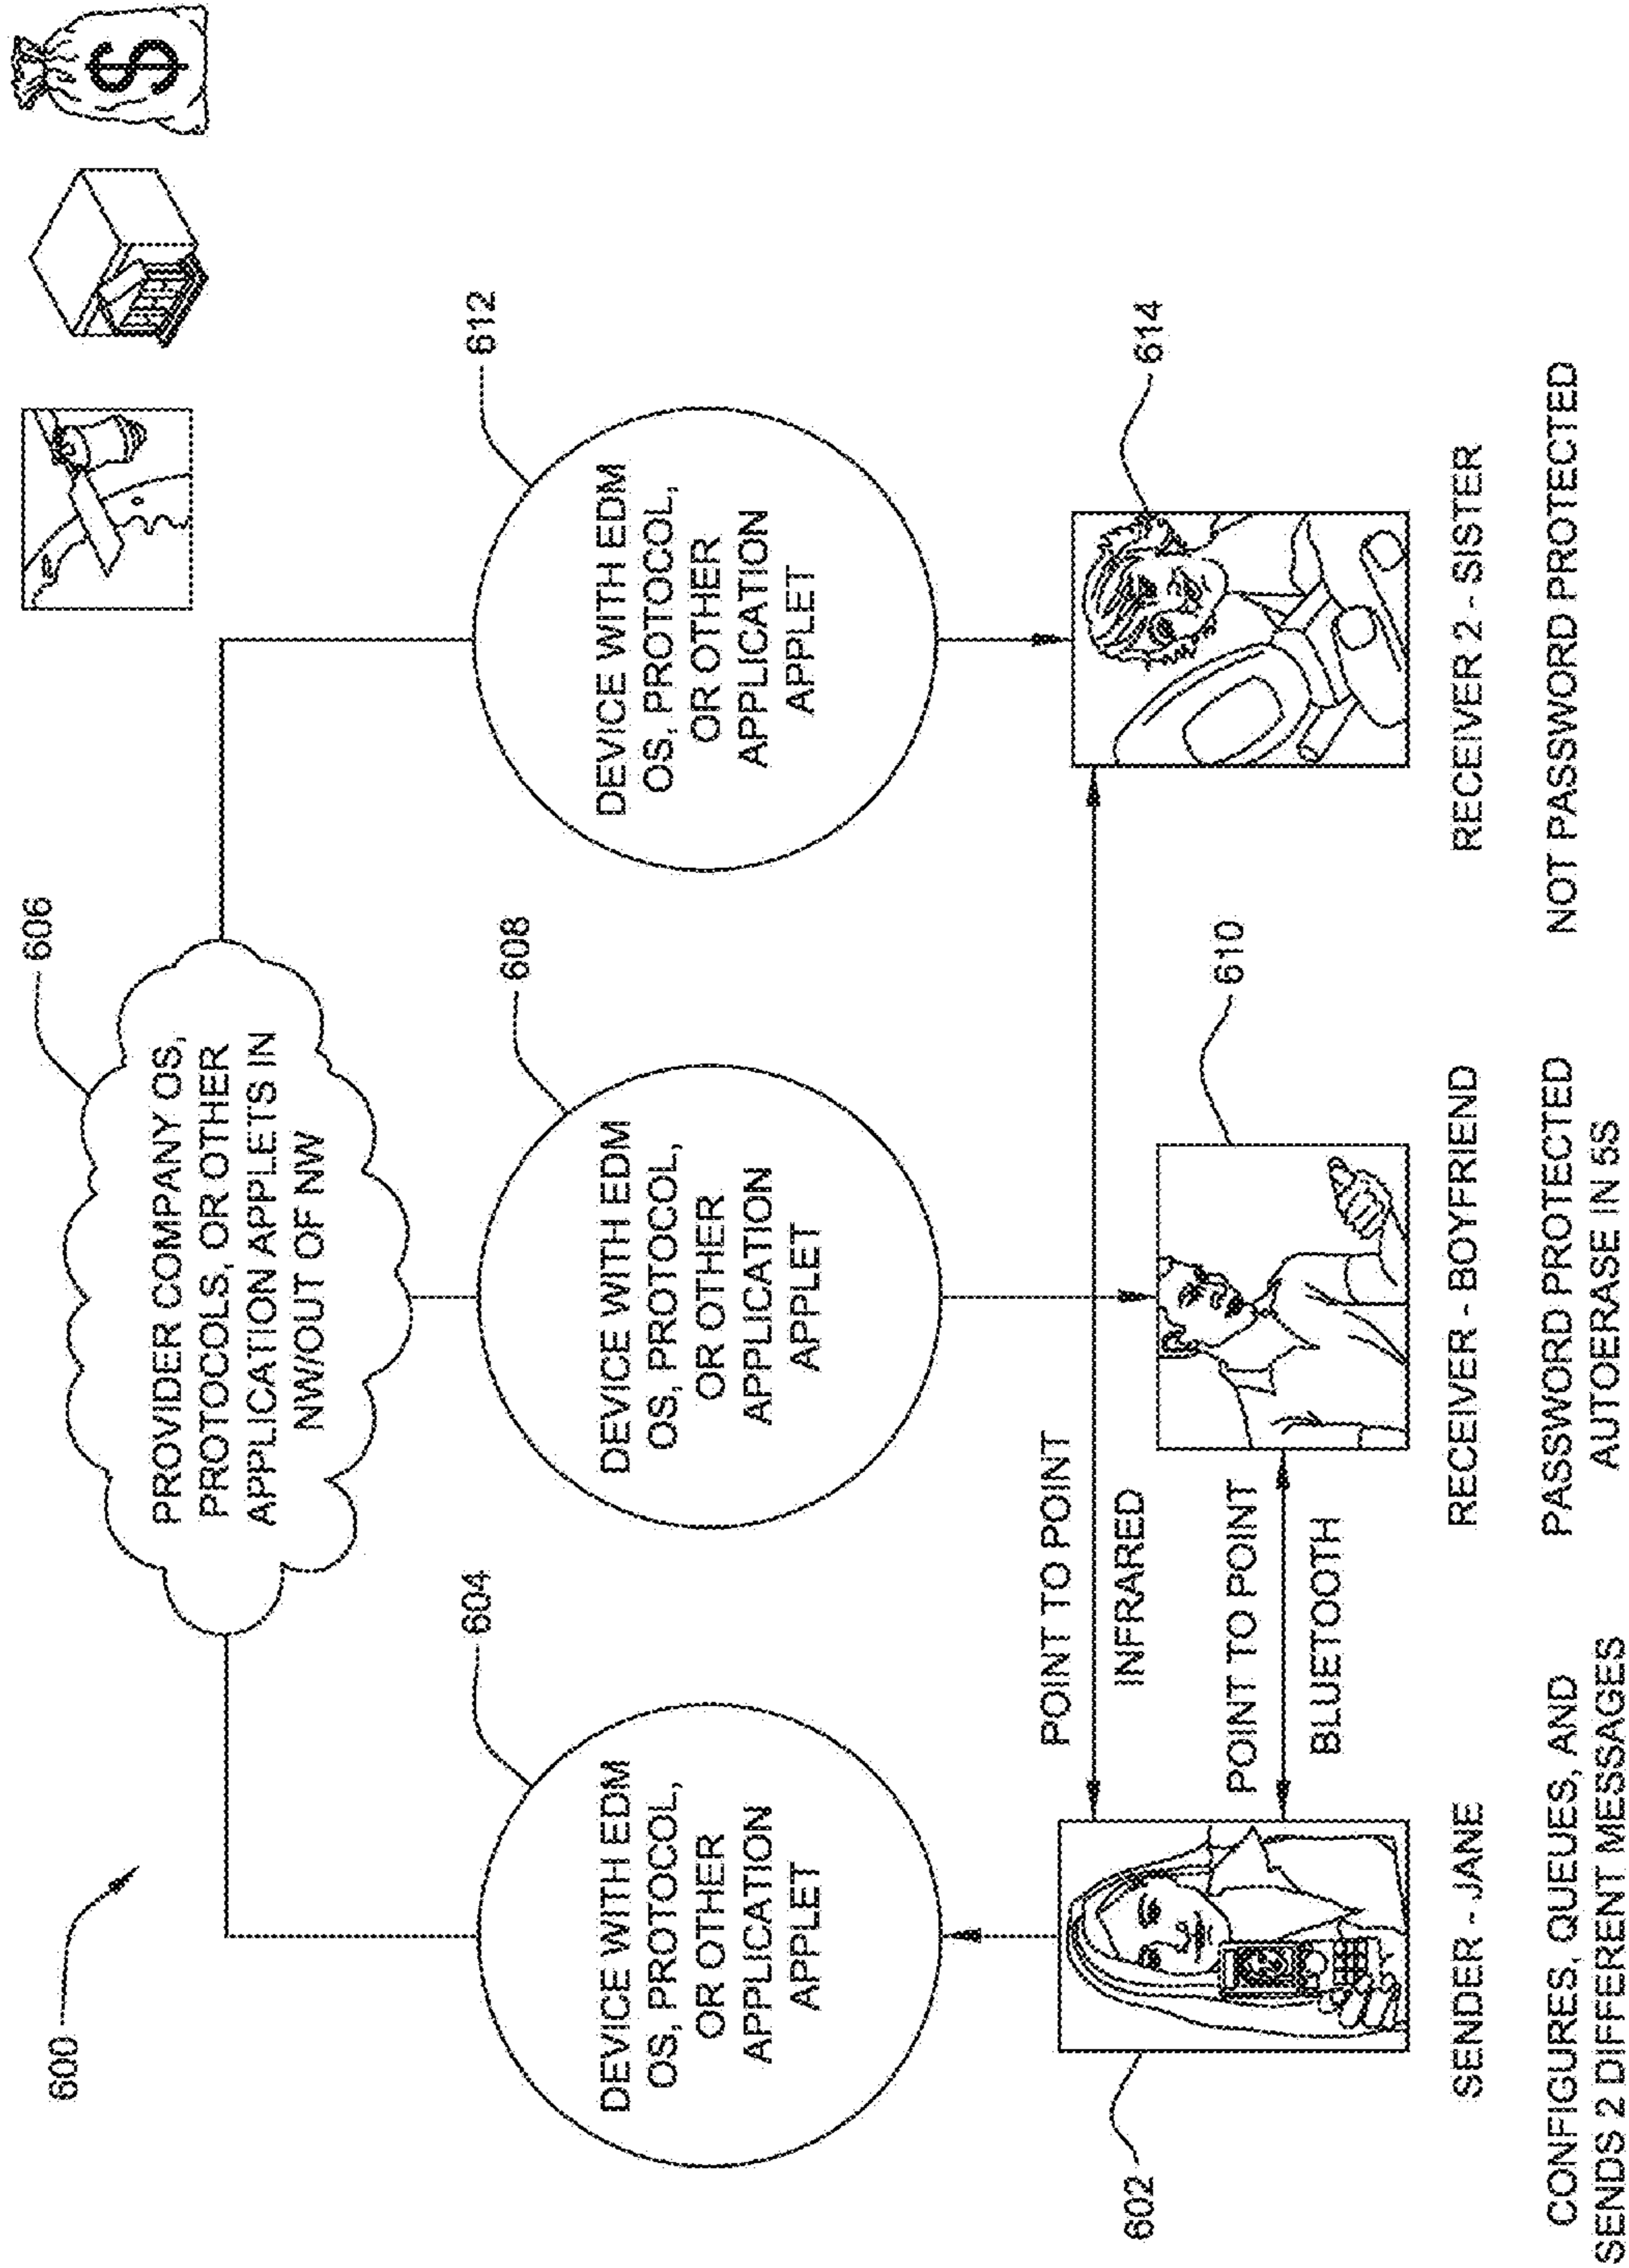 600
606
PROVIDER COMPANY OS,
PROTOCOLS, OR OTHER
APPLICATION APPLETS IN
NW/OUT OF NW
$
604
DEVICE WITH EDM
OS, PROTOCOL,
OR OTHER
APPLICATION
APPLET
608
DEVICE WITH EDM
OS, PROTOCOL,
OR OTHER
APPLICATION
APPLET
612
DEVICE WITH EDM
OS, PROTOCOL,
OR OTHER
APPLICATION
APPLET
POINT TO POINT
INFRARED
POINT TO POINT
BLUETOOTH
602
610
614
SENDER - JANE
RECEIVER - BOYFRIEND
RECEIVER 2 - SISTER
CONFIGURES, QUEUES, AND
SENDS 2 DIFFERENT MESSAGES
PASSWORD PROTECTED
AUTOERASE IN 5S
NOT PASSWORD PROTECTED